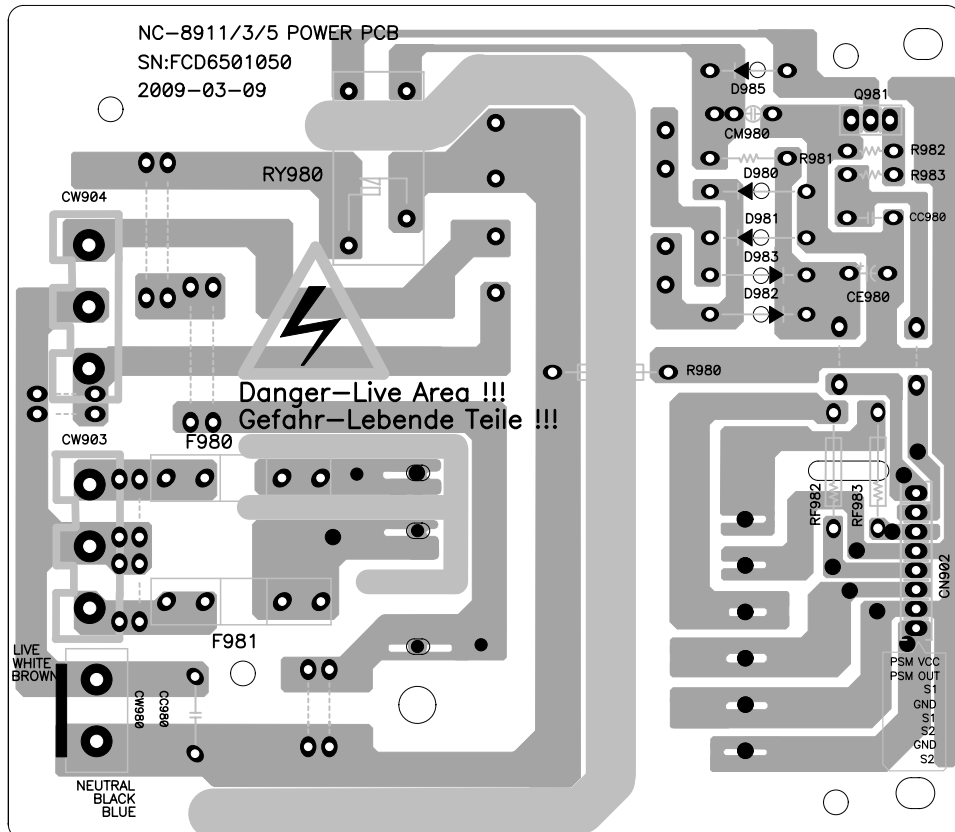 NC-8911/3/5 POWER PCB
SN:FCD6501050
2009-03-09
D985
Q981
CM980
R982
R981
D980
R983
RY980
CW904
D981
CC980
D983
D982
CE980
R980
Danger-Live Area !!!
Gefahr-Lebende Teile !!!
CW903
F980
RF982
RF983
CN902
F981
LIVE
WHITE
BROWN
CW980
CC980
PSM VCC
PSM OUT
S1
GND
S1
S2
GND
S2
NEUTRAL
BLACK
BLUE